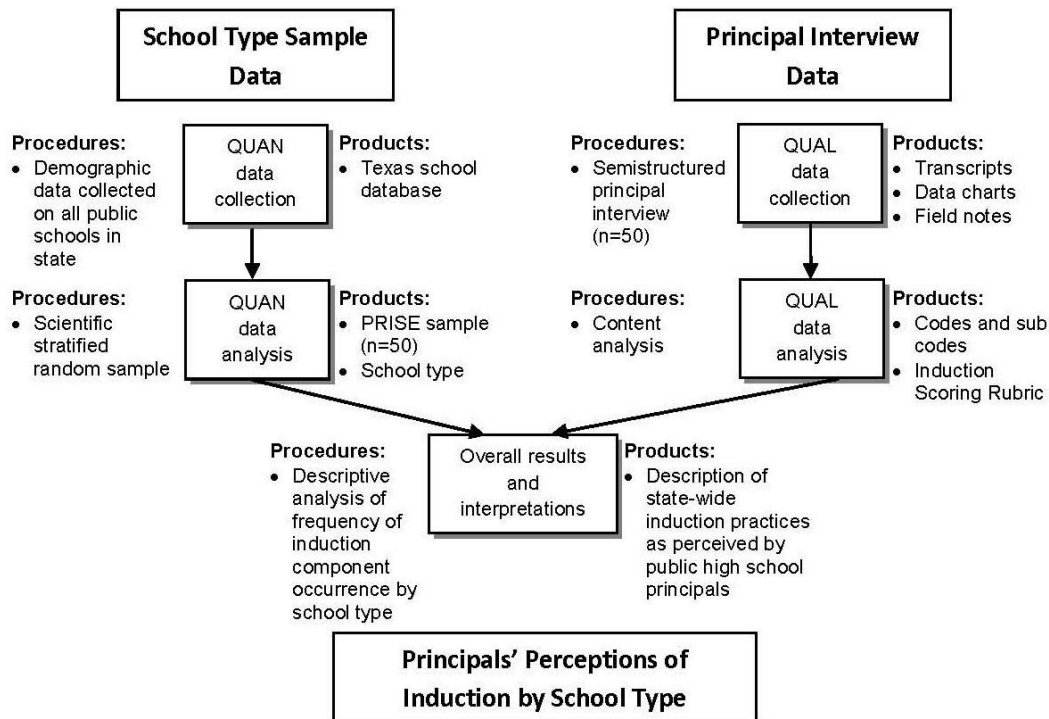 School Type Sample
Data
Principal Interview
Data
Procedures:
• Demographic
data collected
on all public
schools in
state
QUAN
data
collection
Products:
• Texas school
database
Procedures:
• Semistructured
principal
interview
(n=50)
QUAL
data
collection
Products:
• Transcripts
• Data charts
• Field notes
Procedures:
• Scientific
stratified
random sample
QUAN
data
analysis
Products:
• PRISE sample
(n=50)
• School type
Procedures:
• Content
analysis
QUAL
data
analysis
Products:
• Codes and sub
codes
• Induction
Scoring Rubric
Procedures:
• Descriptive
analysis of
frequency of
induction
component
occurrence by
school type
Overall results
and
interpretations
Products:
• Description of
state-wide
induction practices
as perceived by
public high school
principals
Principals’ Perceptions of
Induction by School Type